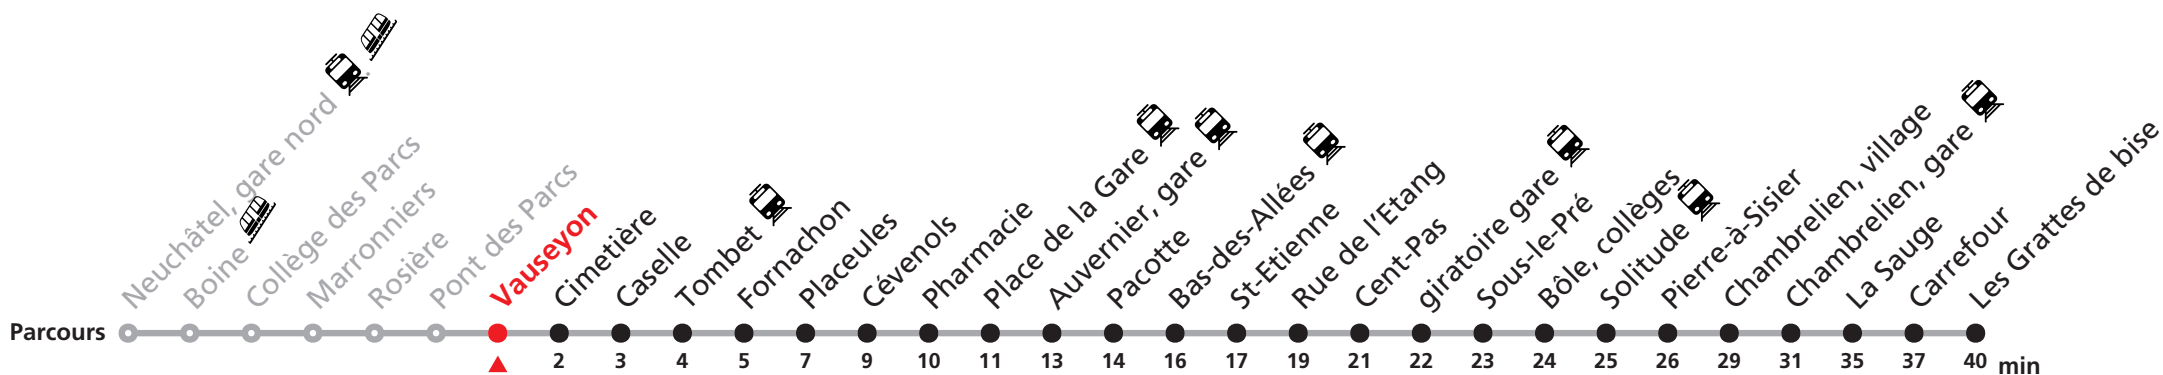 Parcours
Neuchâtel, gare nord
Boine
Collège des Parcs
Marronniers
Rosière
Pont des Parcs
Vauseyon
Cimetière
Caselle
Tombet
Fornachon
Placeules
Cévenols
Pharmacie
Place de la Gare
Auvernier, gare
Pacotte
Bas-des-Allées
St-Etienne
Rue de l'Etang
Cent-Pas
giratoire gare
Sous-le-Pré
Bôle, collèges
Solitude
Pierre-à-Sisier
Chambrelien, village
Chambrelien, gare
La Sauge
Carrefour
Les Grattes de bise
2 3 4 5 7 9 10 11 13 14 16 17 19 21 22 23 24 25 26 29 31 35 37 40 min